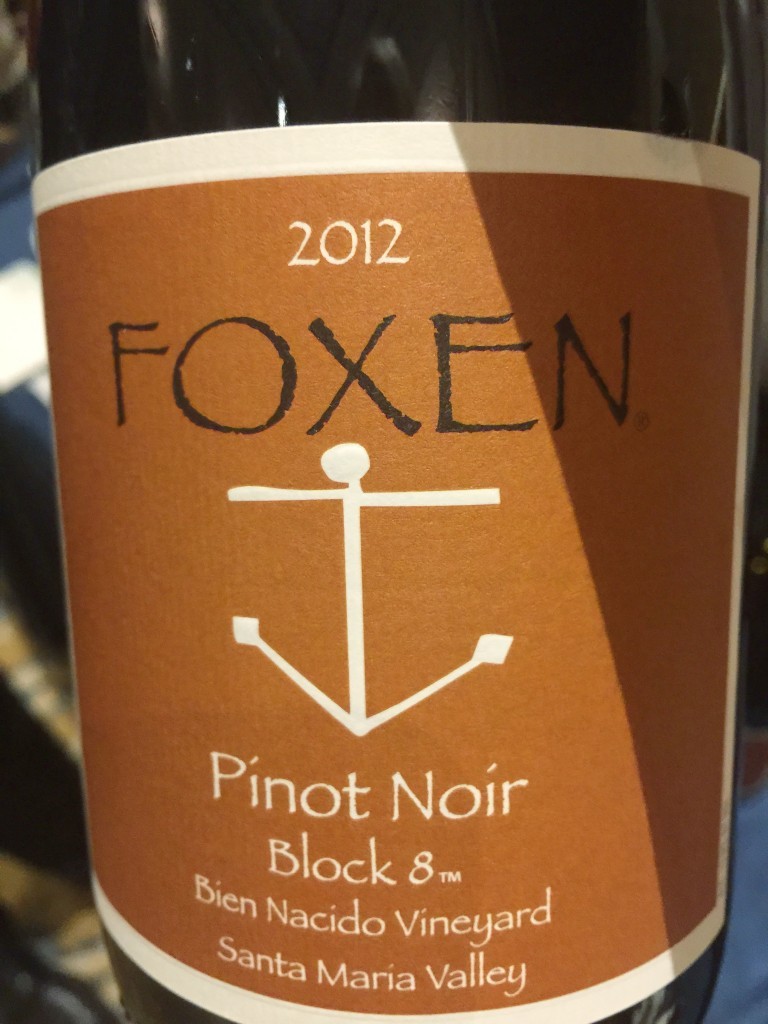 2012
FOXEN®
Pinot Noir
Block 8™
Bien Nacido Vineyard
Santa Maria Valley